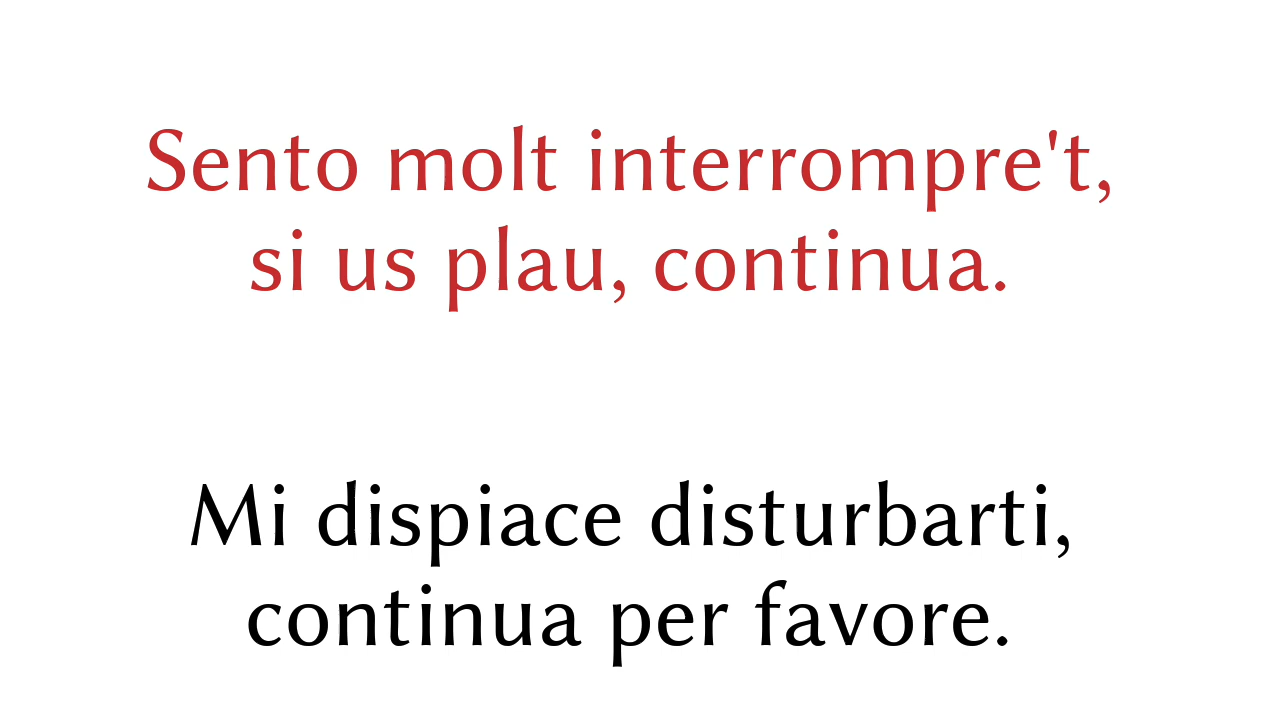 Sento molt interrompre't,
si us plau, continua.
Mi dispiace disturbarti,
continua per favore.